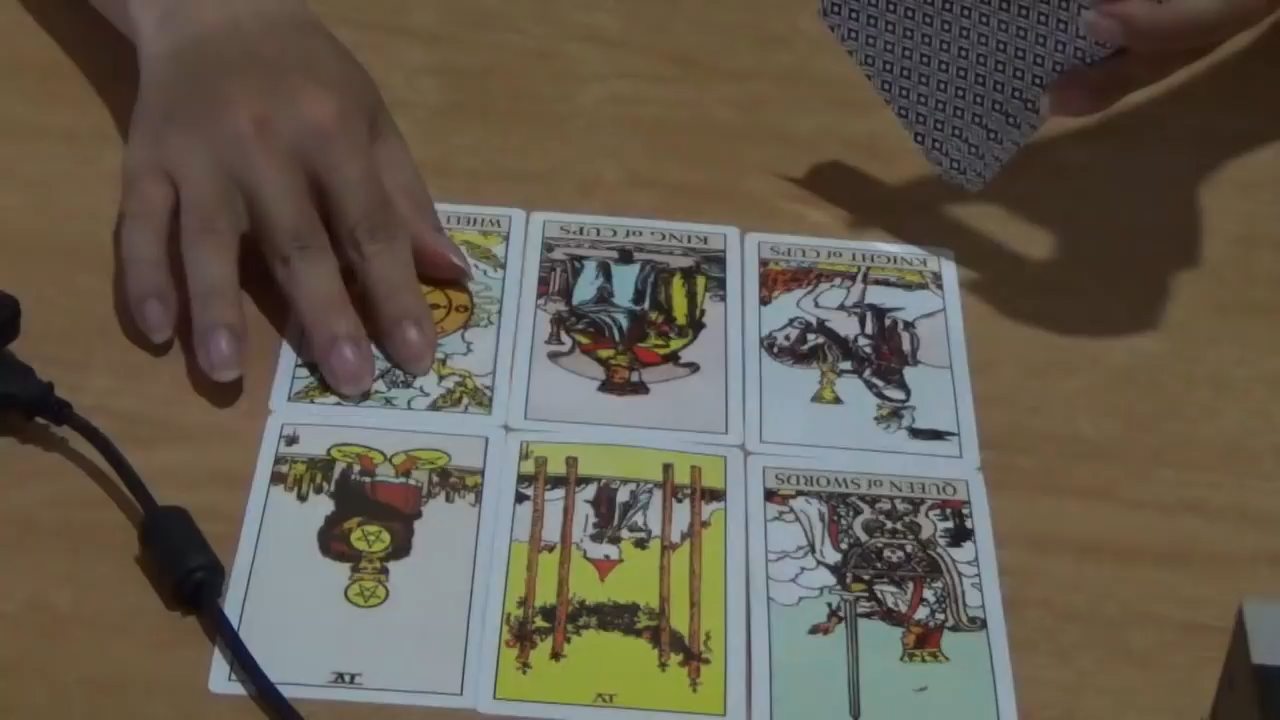 WHEEL
KING of CUPS
KNIGHT of CUPS
X
QUEEN of SWORDS
IV
IV